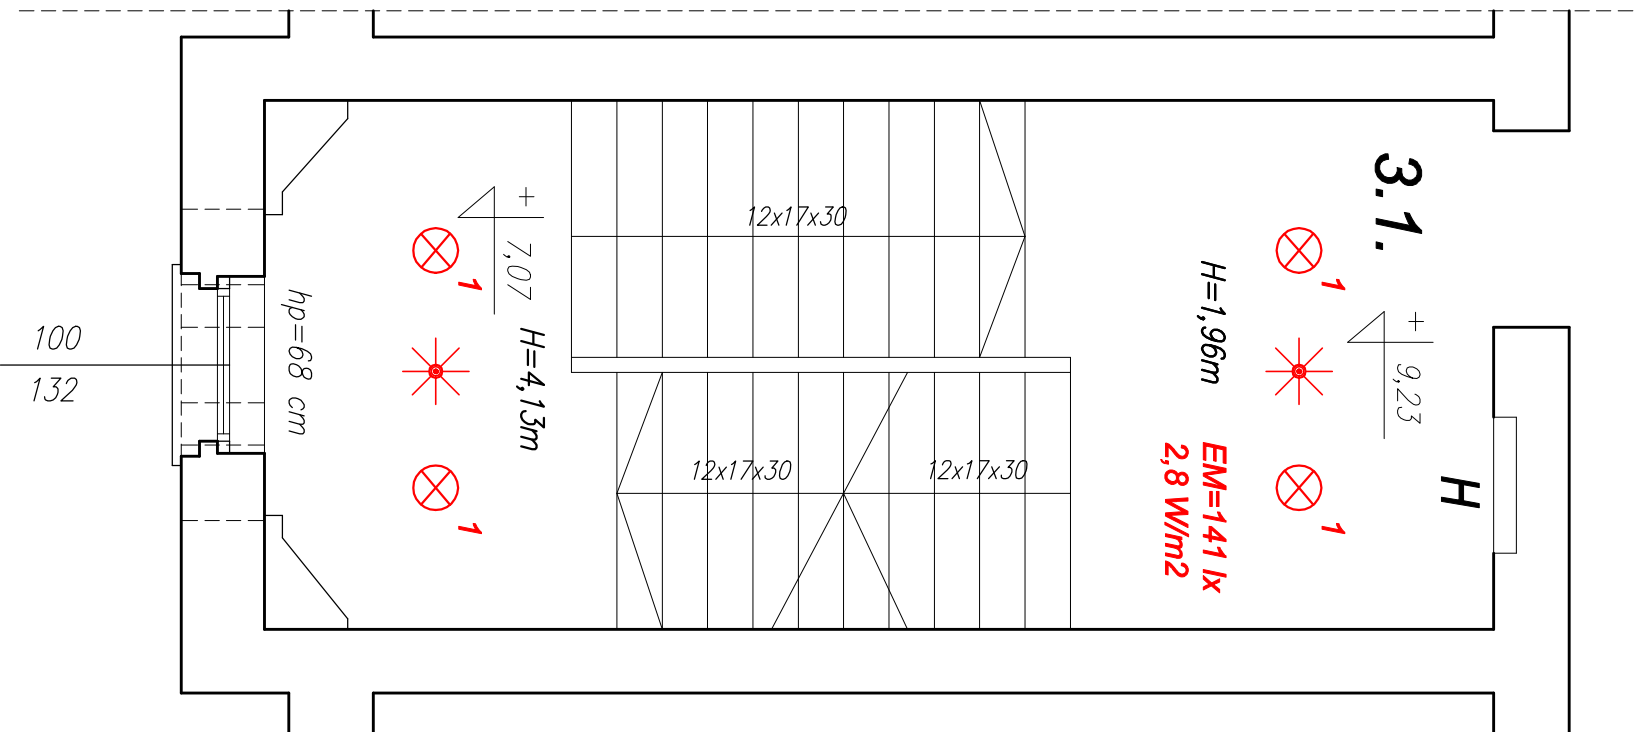 3.1.
H
+
9,23
H=1,96m
EM=141 lx
2,8 W/m2
1
1
12x17x30
12x17x30
12x17x30
+
7,07
H=4,13m
1
1
hp=68 cm
100
132